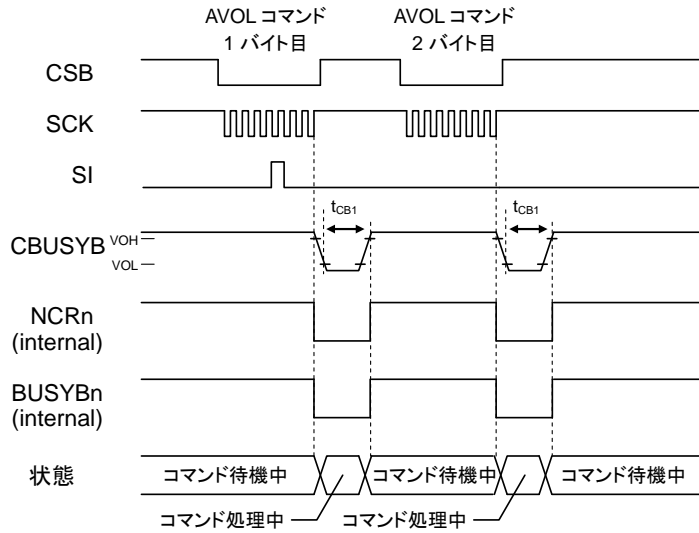 AVOL コマンド
1 バイト目
AVOL コマンド
2 バイト目
CSB
SCK
SI
tCB1
tCB1
CBUSYB
VOH
VOL
NCRn
(internal)
BUSYBn
(internal)
状態
コマンド待機中
コマンド待機中
コマンド待機中
コマンド処理中
コマンド処理中